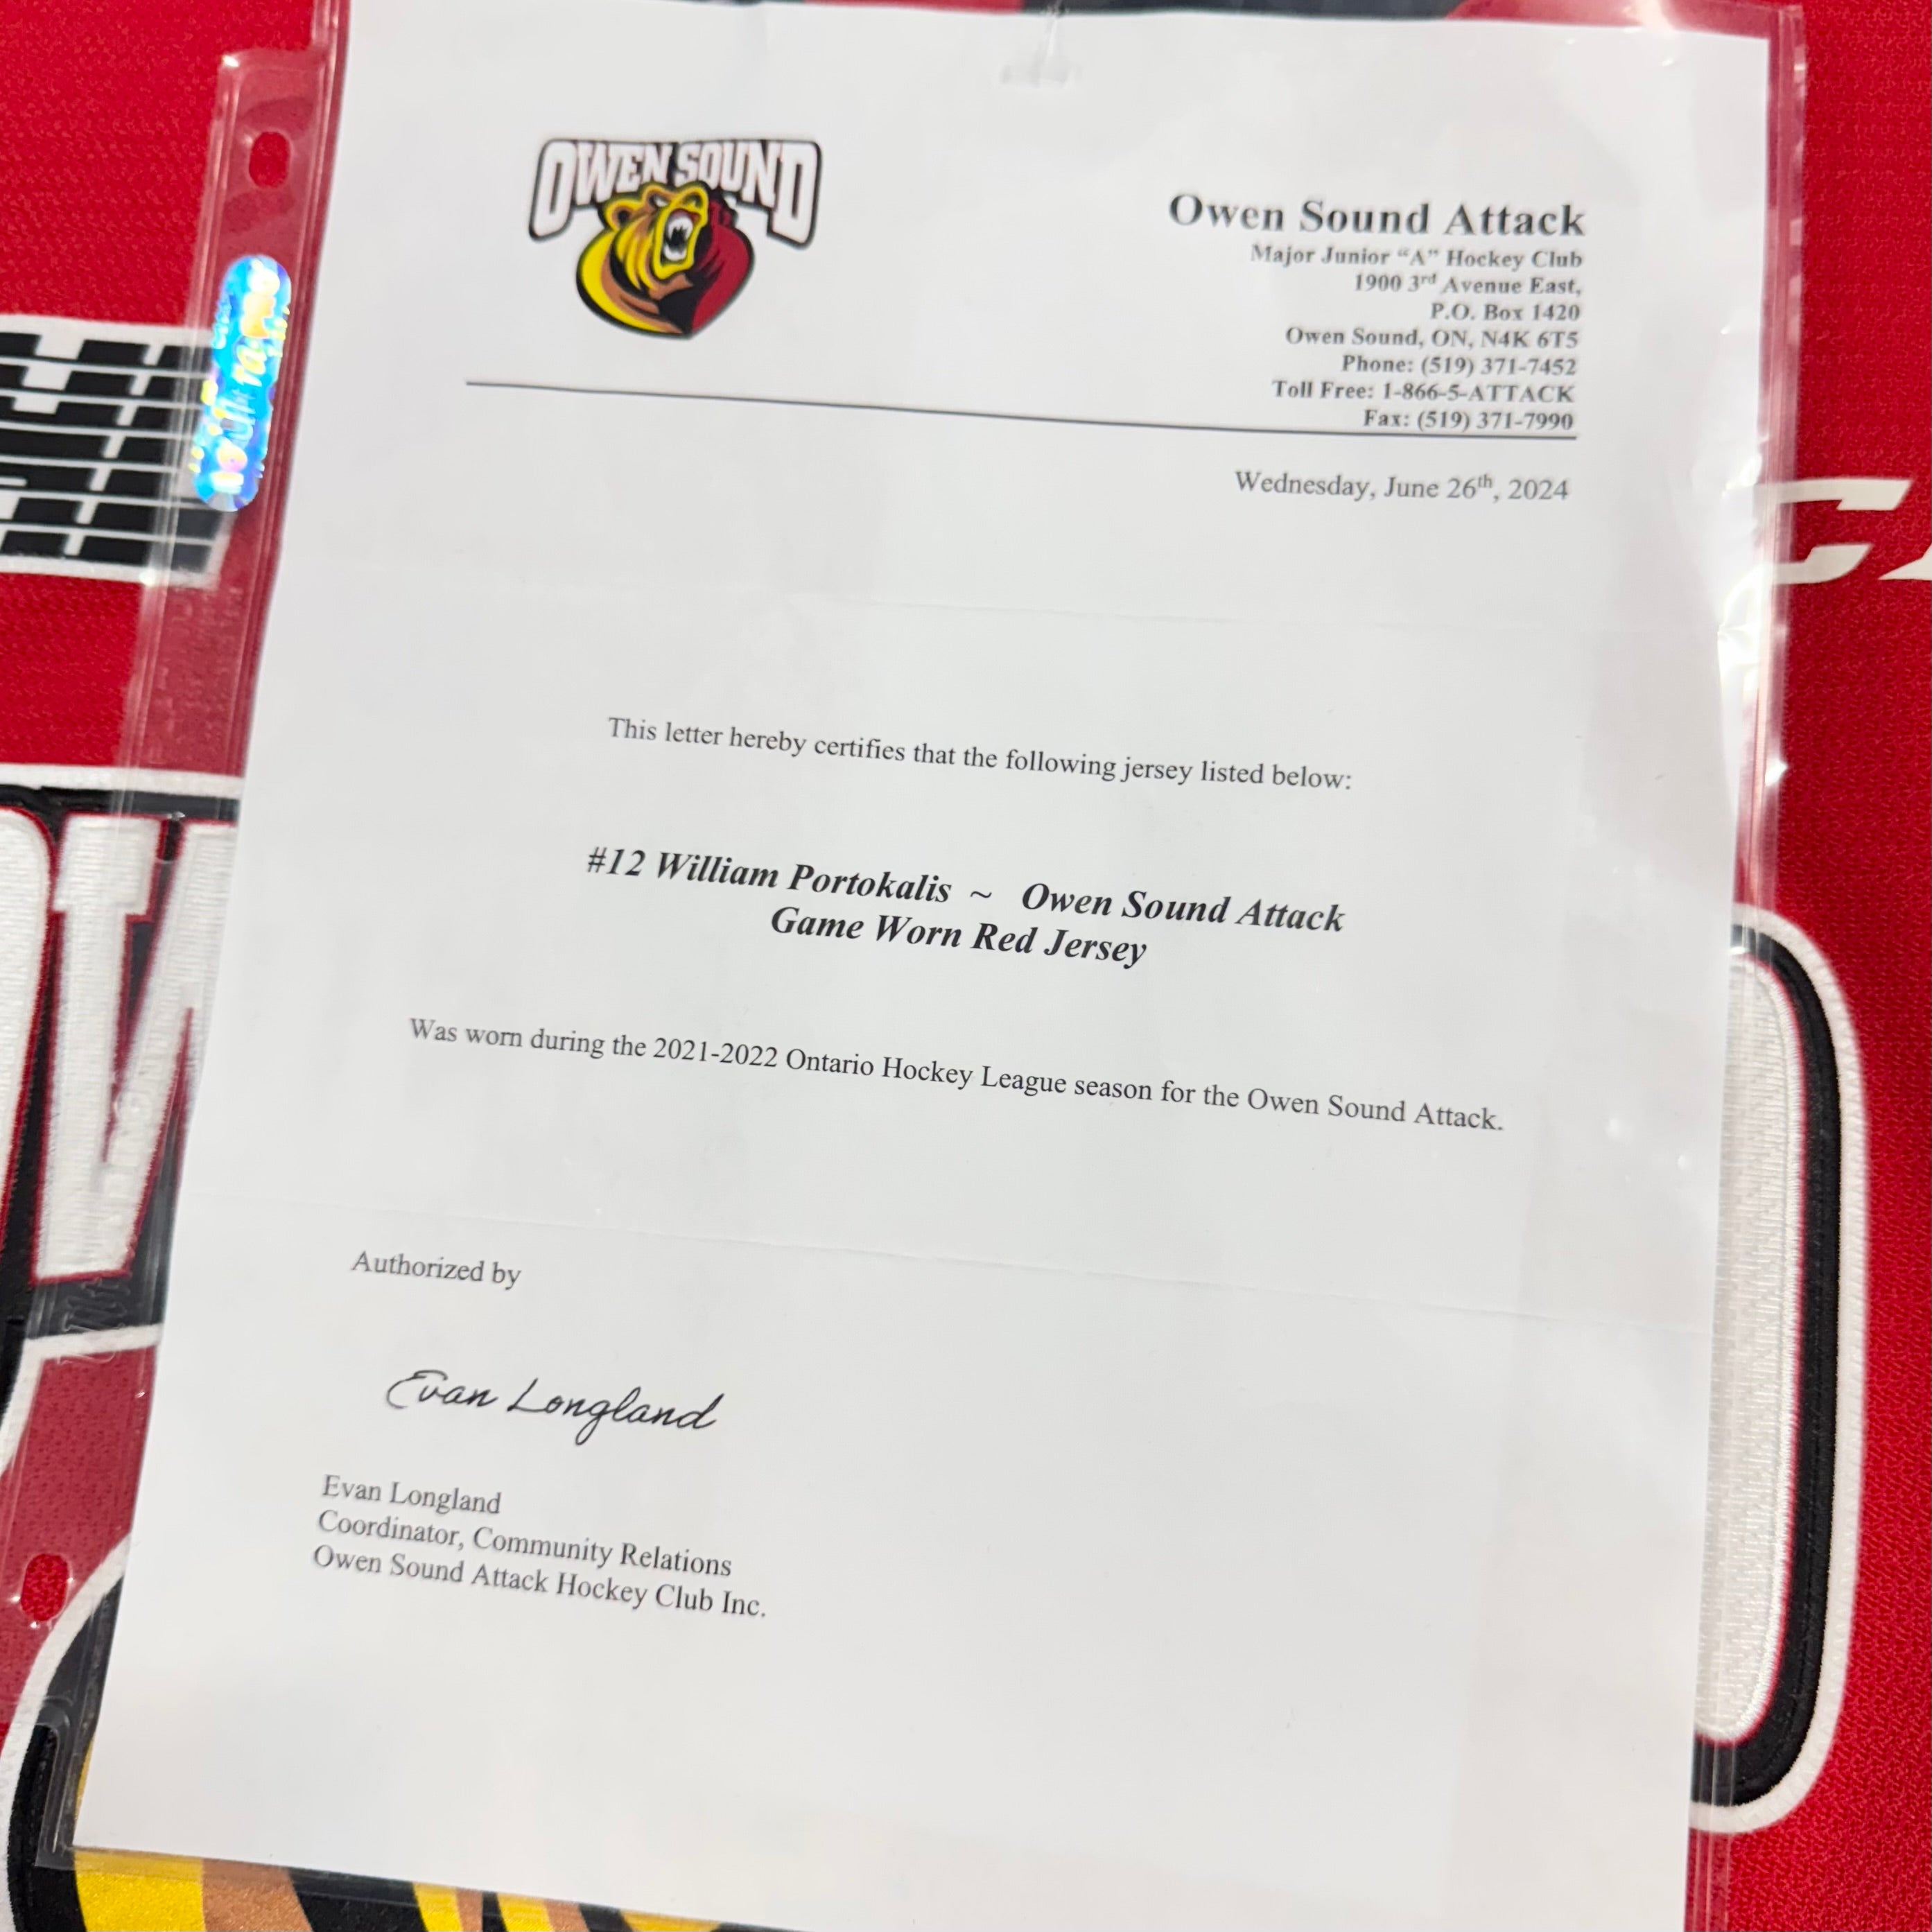 OWEN SOUND
Owen Sound Attack
Major Junior “A” Hockey Club
1900 3rd Avenue East,
P.O. Box 1420
Owen Sound, ON, N4K 6T5
Phone: (519) 371-7452
Toll Free: 1-866-5-ATTACK
Fax: (519) 371-7990
Wednesday, June 26th, 2024
This letter hereby certifies that the following jersey listed below:
#12 William Portokalis ~ Owen Sound Attack
Game Worn Red Jersey
Was worn during the 2021-2022 Ontario Hockey League season for the Owen Sound Attack.
Authorized by
Evan Longland
Evan Longland
Coordinator, Community Relations
Owen Sound Attack Hockey Club Inc.